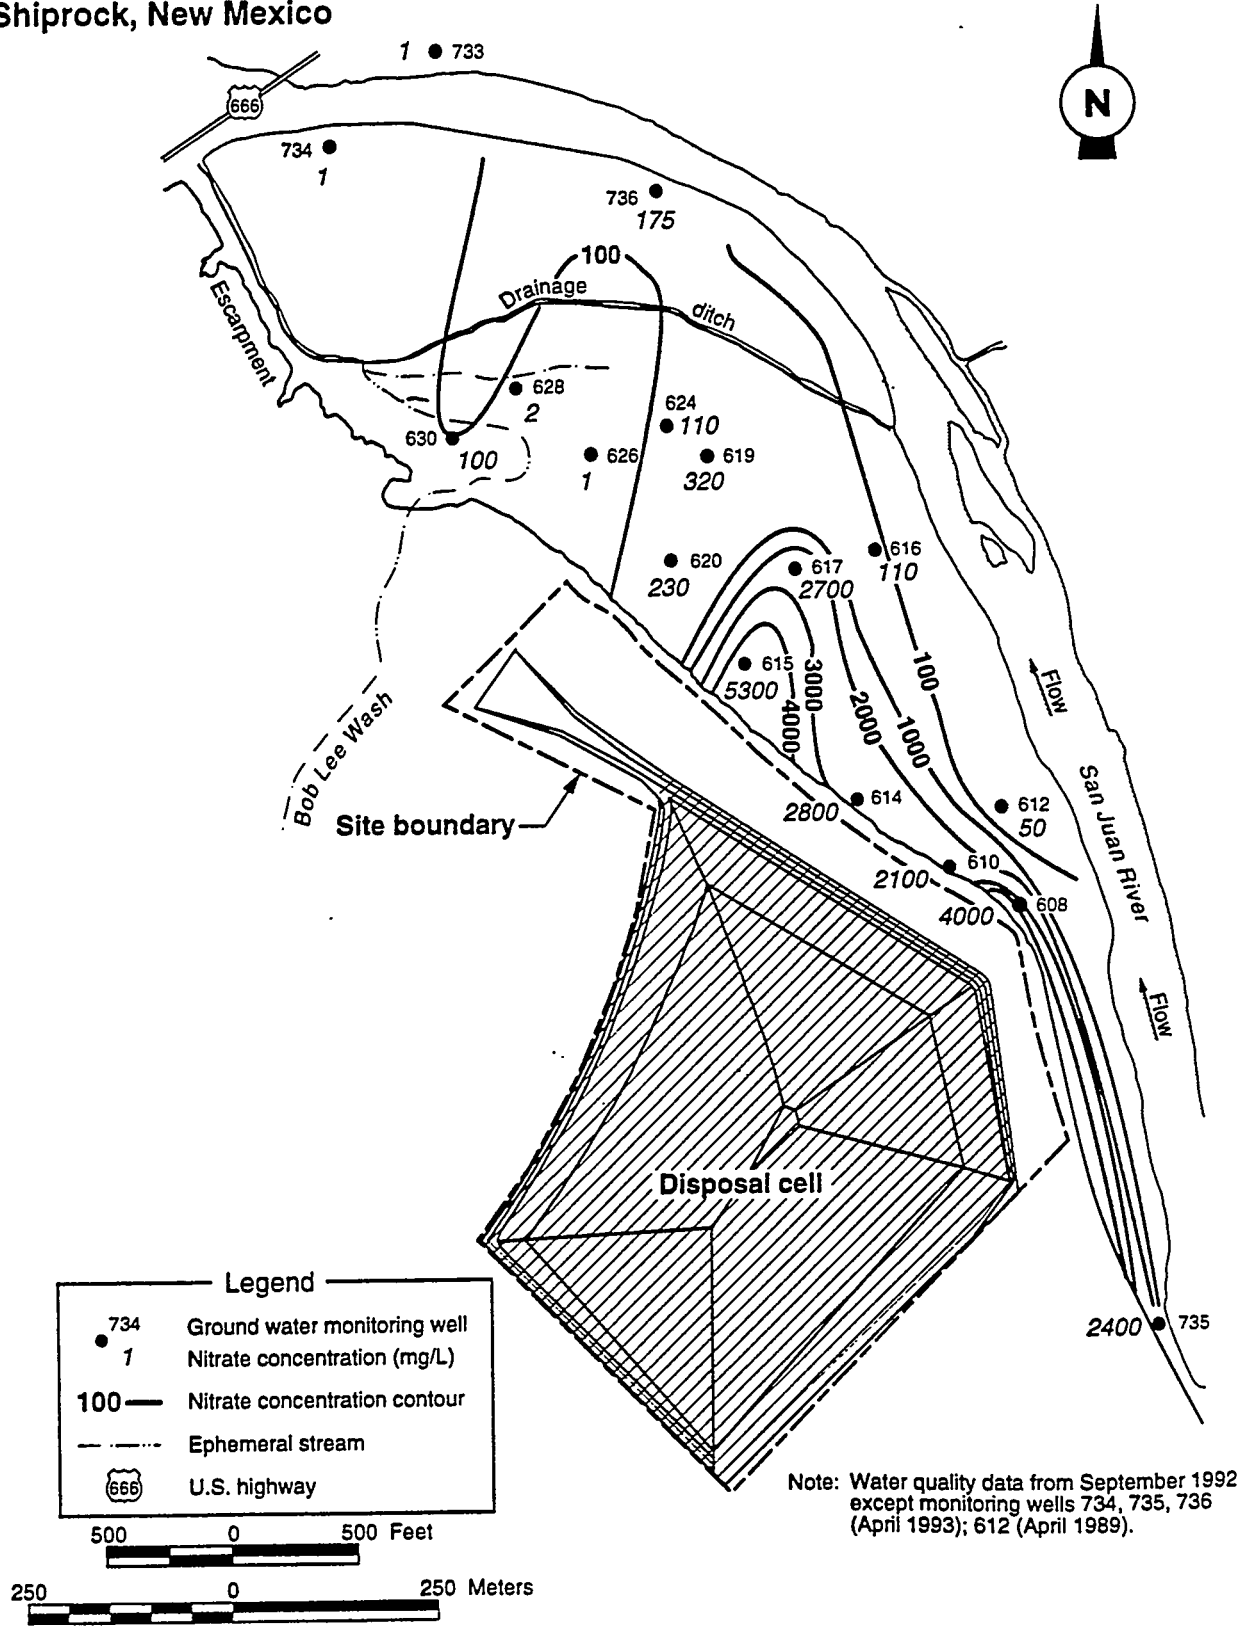 Shiprock, New Mexico
1 733
666
N
734
1
736
175
100
Drainage
ditch
Escarpment
628
2
624
110
630
100
626
1
619
320
616
110
620
230
617
2700
615
5300
3000
4000
2000
1000
100
Flow
San Juan River
Bob Lee Wash
Site boundary
2800
614
612
50
610
2100
4000
608
Flow
Disposal cell
2400
735
Legend
734
1
Ground water monitoring well
Nitrate concentration (mg/L)
100 Nitrate concentration contour
Ephemeral stream
666 U.S. highway
500 0 500 Feet
250 0 250 Meters
Note: Water quality data from September 1992
except monitoring wells 734, 735, 736
(April 1993); 612 (April 1989).